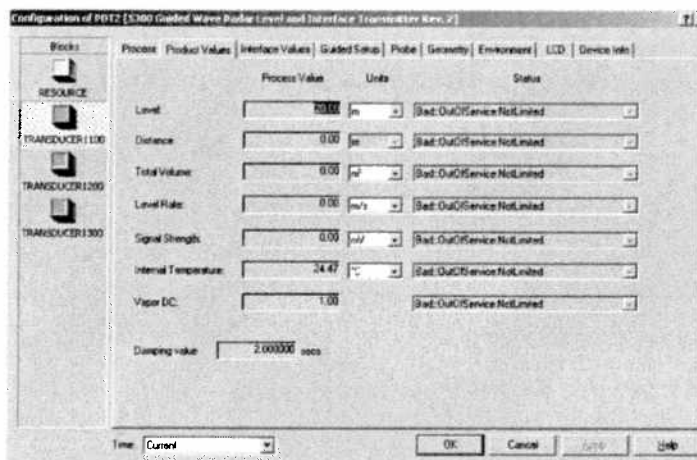 Configuration of PDT2 [5300 Guided Wave Radar Level and Interface Transmitter Rev. 2]
?
Blocks
RESOURCE
TRANSDUCER1100
TRANSDUCER1200
TRANSDUCER1300
Process Product Values Interface Values Guided Setup Probe Geometry Environment LCD Device Info
Process Value Units Status
Level: 20.00 m Bad::OutOfService:NotLimited
Distance 0.00 m Bad::OutOfService:NotLimited
Total Volume: 0.00 m³ Bad::OutOfService:NotLimited
Level Rate: 0.00 m/s Bad::OutOfService:NotLimited
Signal Strength: 0.00 mV Bad::OutOfService:NotLimited
Internal Temperature: 24.47 °C Bad::OutOfService:NotLimited
Vapor DC: 1.00 Bad::OutOfService:NotLimited
Damping value 2.000000 secs
Time: Current
OK Cancel Apply Help